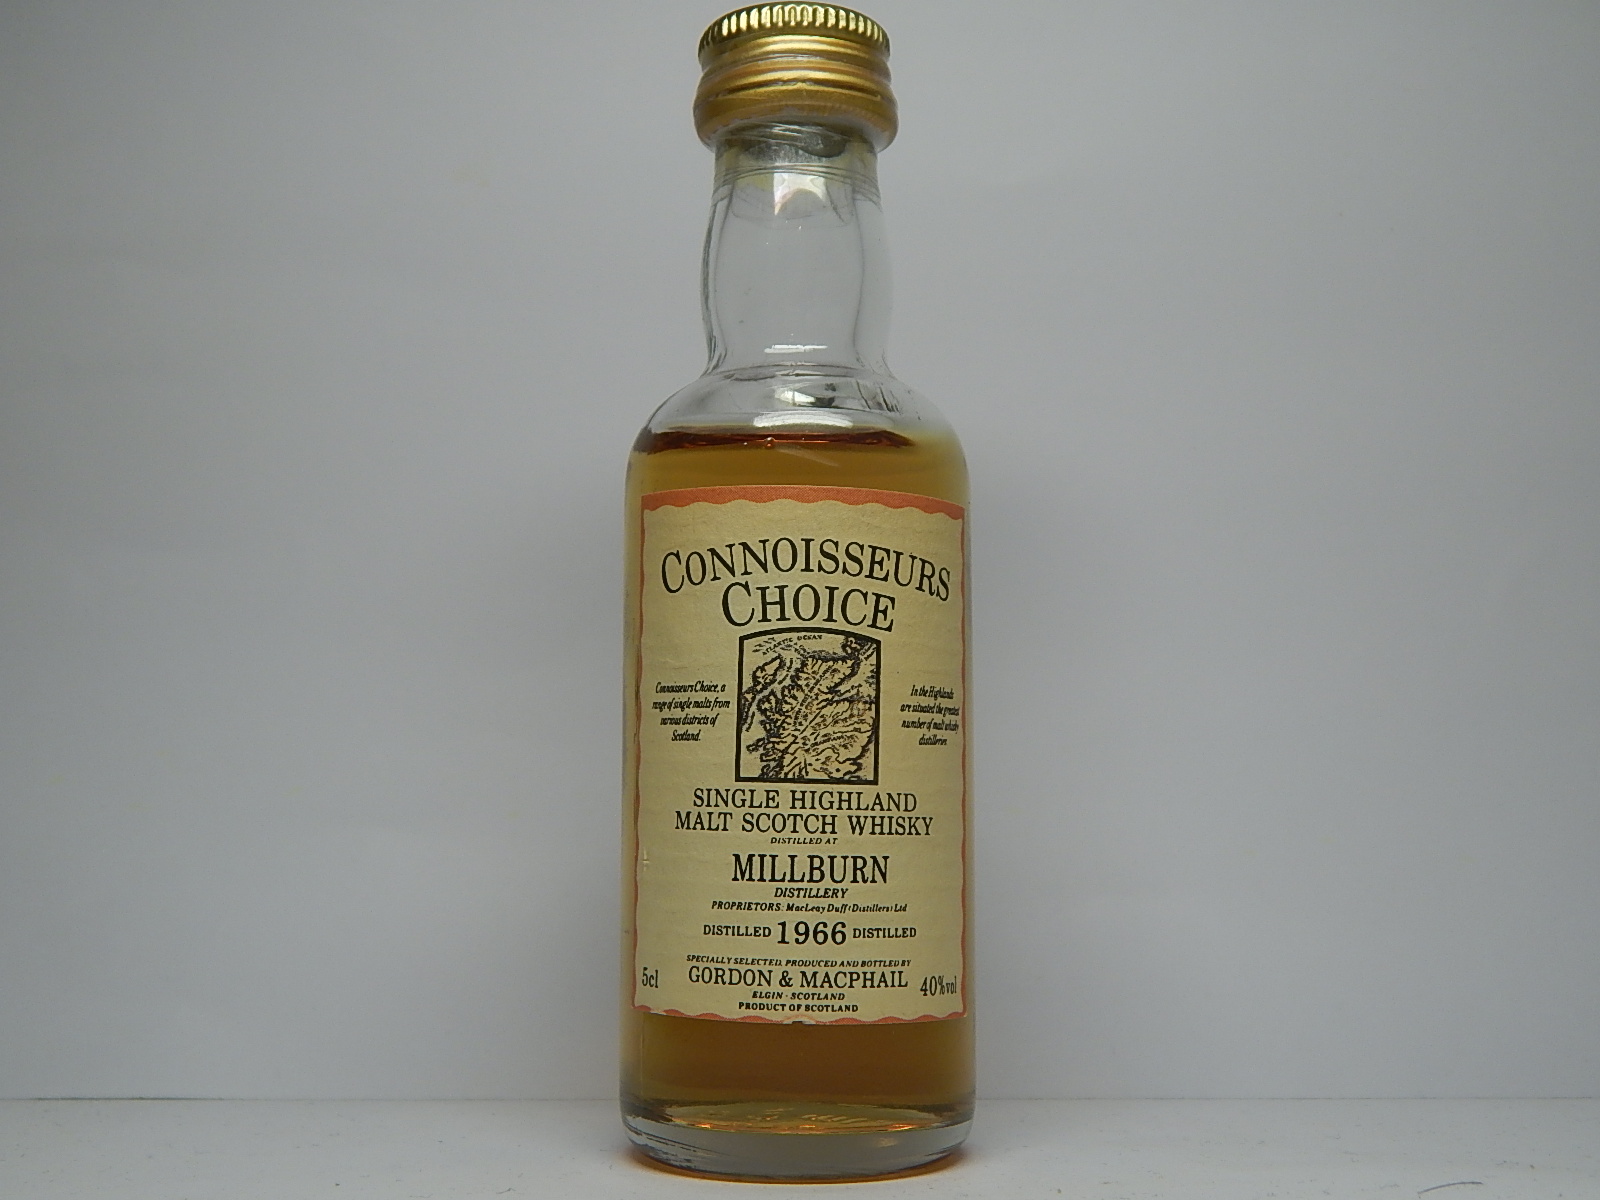 CONNOISSEURS
CHOICE
ATLANTIC OCEAN
Connoisseurs Choice, a
range of single malts from
various districts of
Scotland.
In the Highlands
are situated the greatest
number of malt whisky
distilleries.
SINGLE HIGHLAND
MALT SCOTCH WHISKY
DISTILLED AT
MILLBURN
DISTILLERY
PROPRIETORS: MacLeay Duff (Distillers) Ltd
DISTILLED 1966 DISTILLED
SPECIALLY SELECTED, PRODUCED AND BOTTLED BY
5cl GORDON & MACPHAIL 40%vol
ELGIN · SCOTLAND
PRODUCT OF SCOTLAND